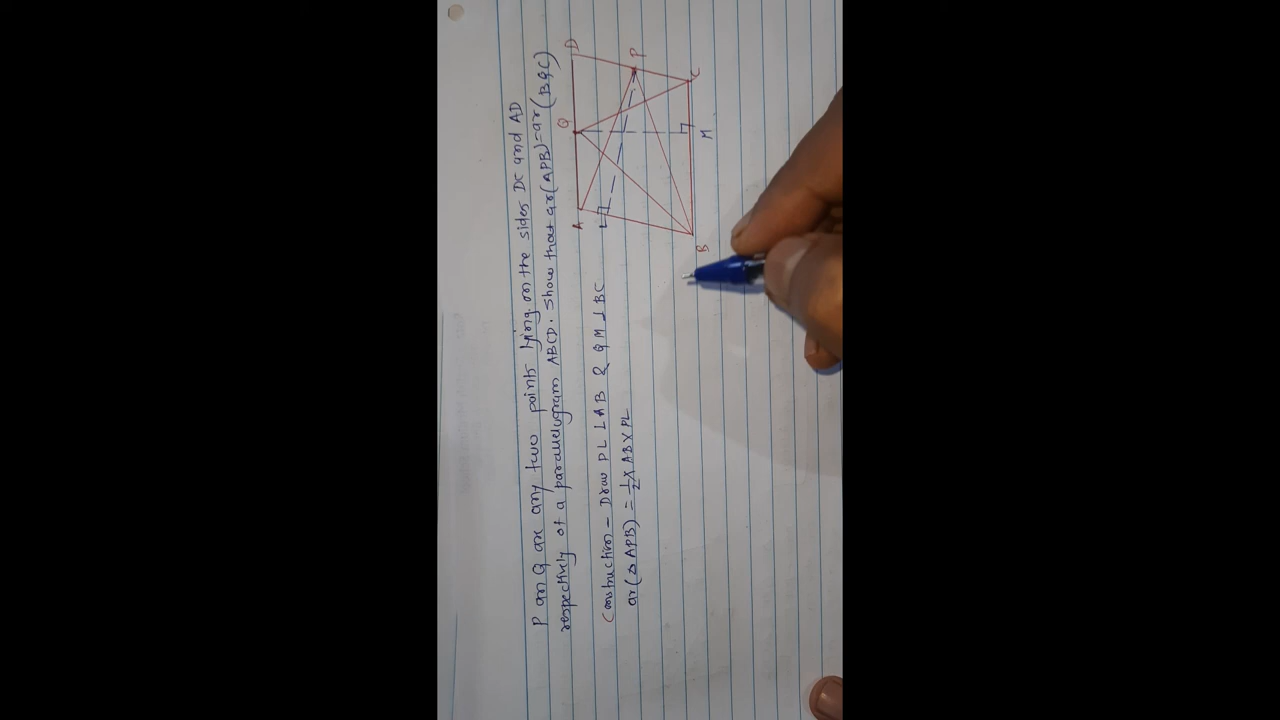 P an Q are any two points lying on the sides DC and AD
respectively of a parallelogram ABCD. Show that ar(APB)=ar(BQC)
A Q D
L P
B M C
Construction - Draw PL ⊥ AB & QM ⊥ BC
ar(△APB) = 1/2 × AB × PL